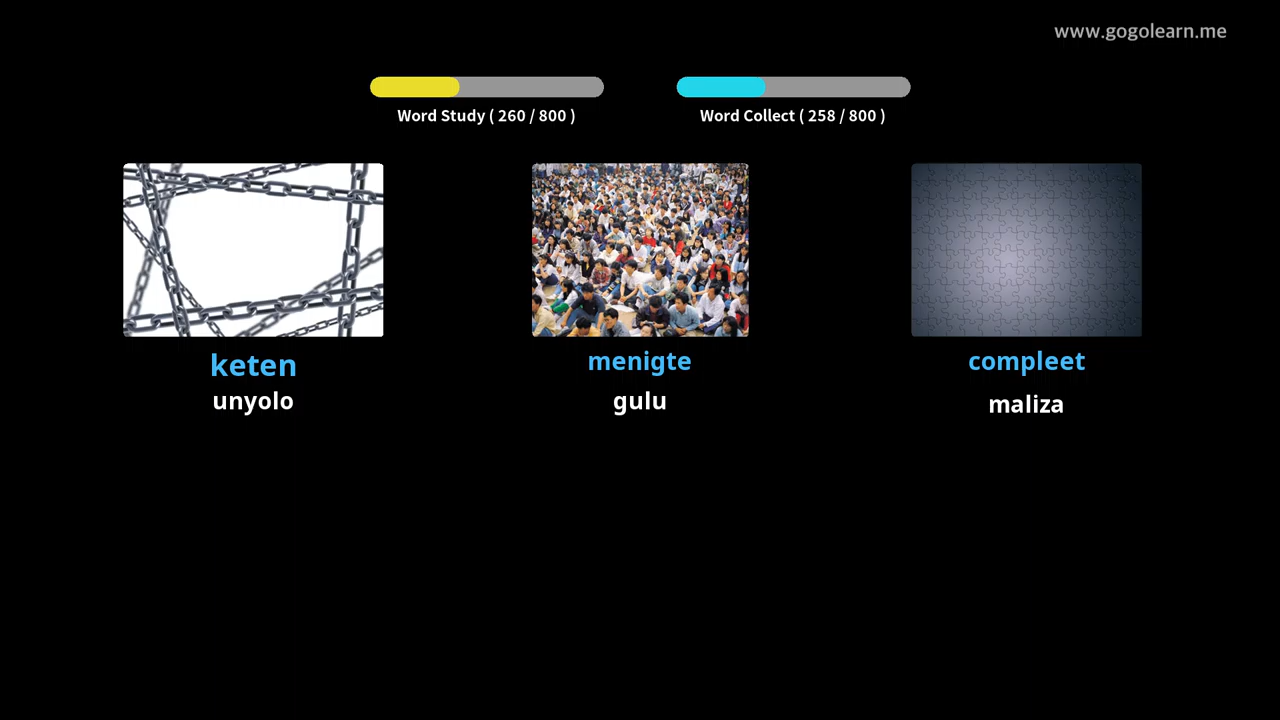 www.gogolearn.me
Word Study ( 260 / 800 )
Word Collect ( 258 / 800 )
keten
unyolo
menigte
gulu
compleet
maliza